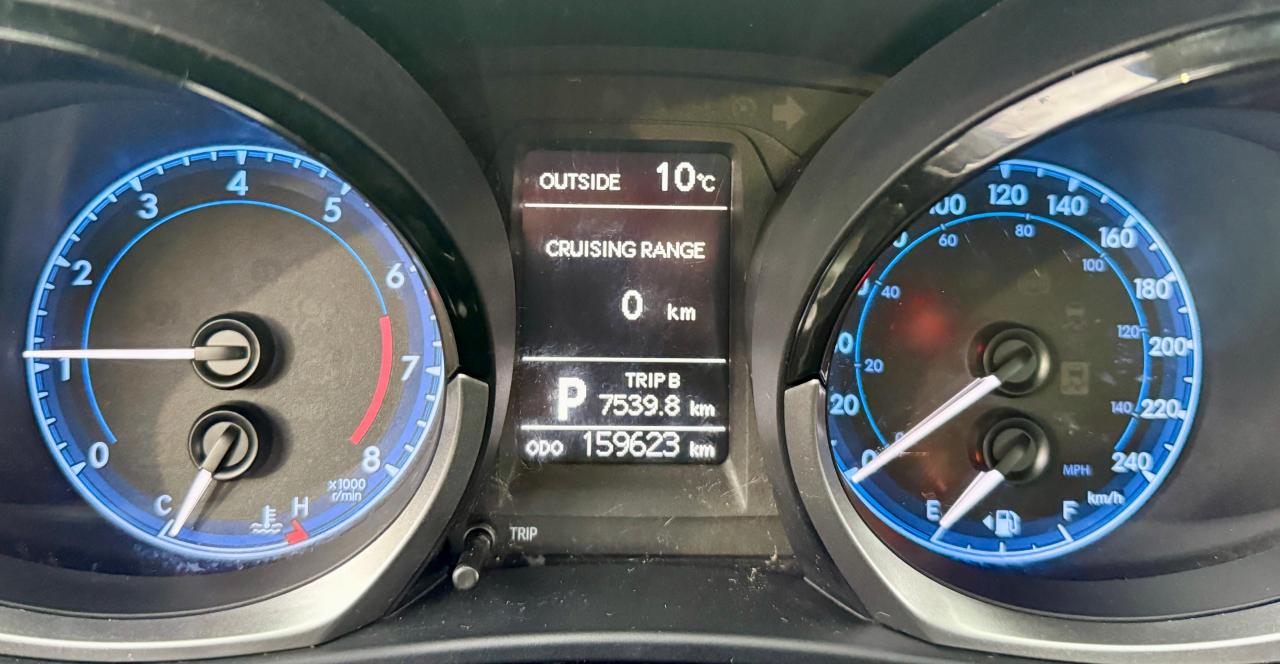 0
1
2
3
4
5
6
7
8
x1000
r/min
C
H
OUTSIDE 10°C
CRUISING RANGE
0 km
P
TRIP B
7539.8 km
ODO 159623 km
TRIP
20
100
120
140
160
180
200
220
240
20
40
60
80
100
120
140
MPH
km/h
E
F